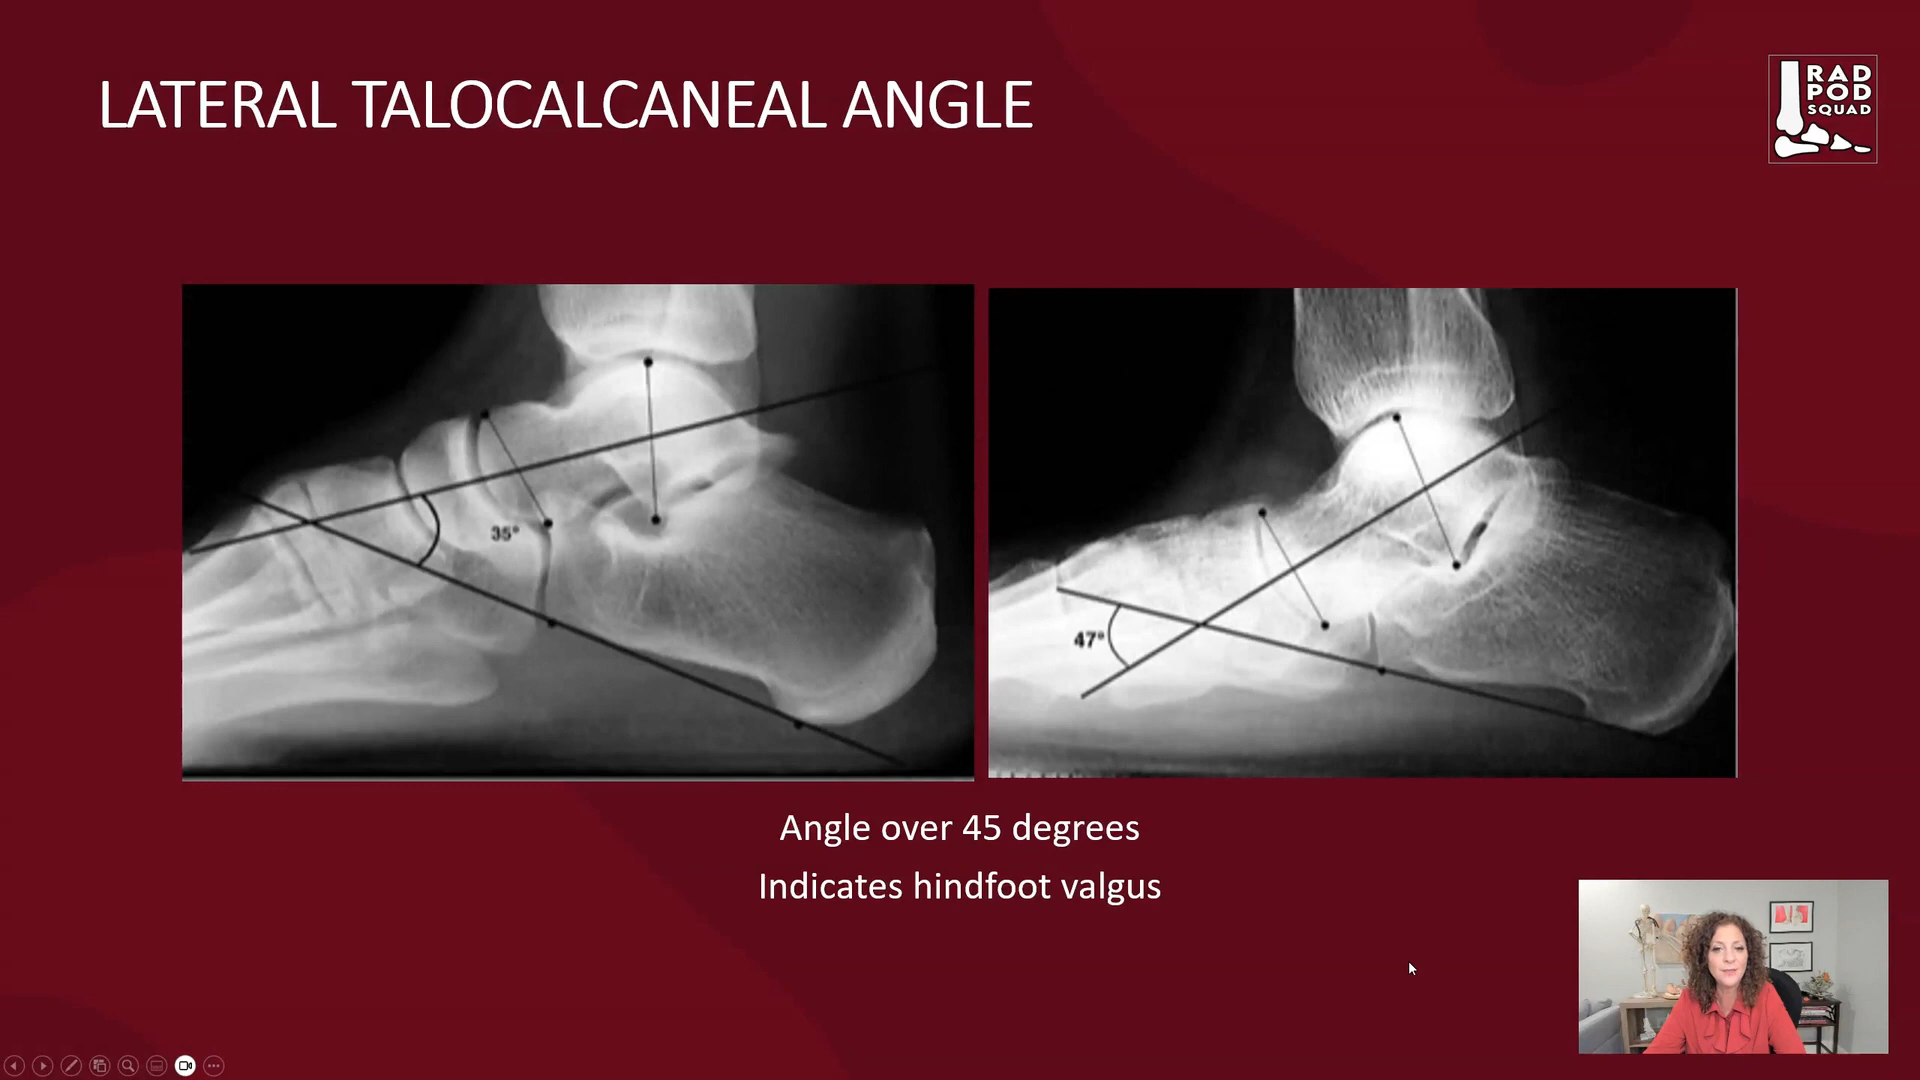 LATERAL TALOCALCANEAL ANGLE
RAD
POD
SQUAD
35°
47°
Angle over 45 degrees
Indicates hindfoot valgus